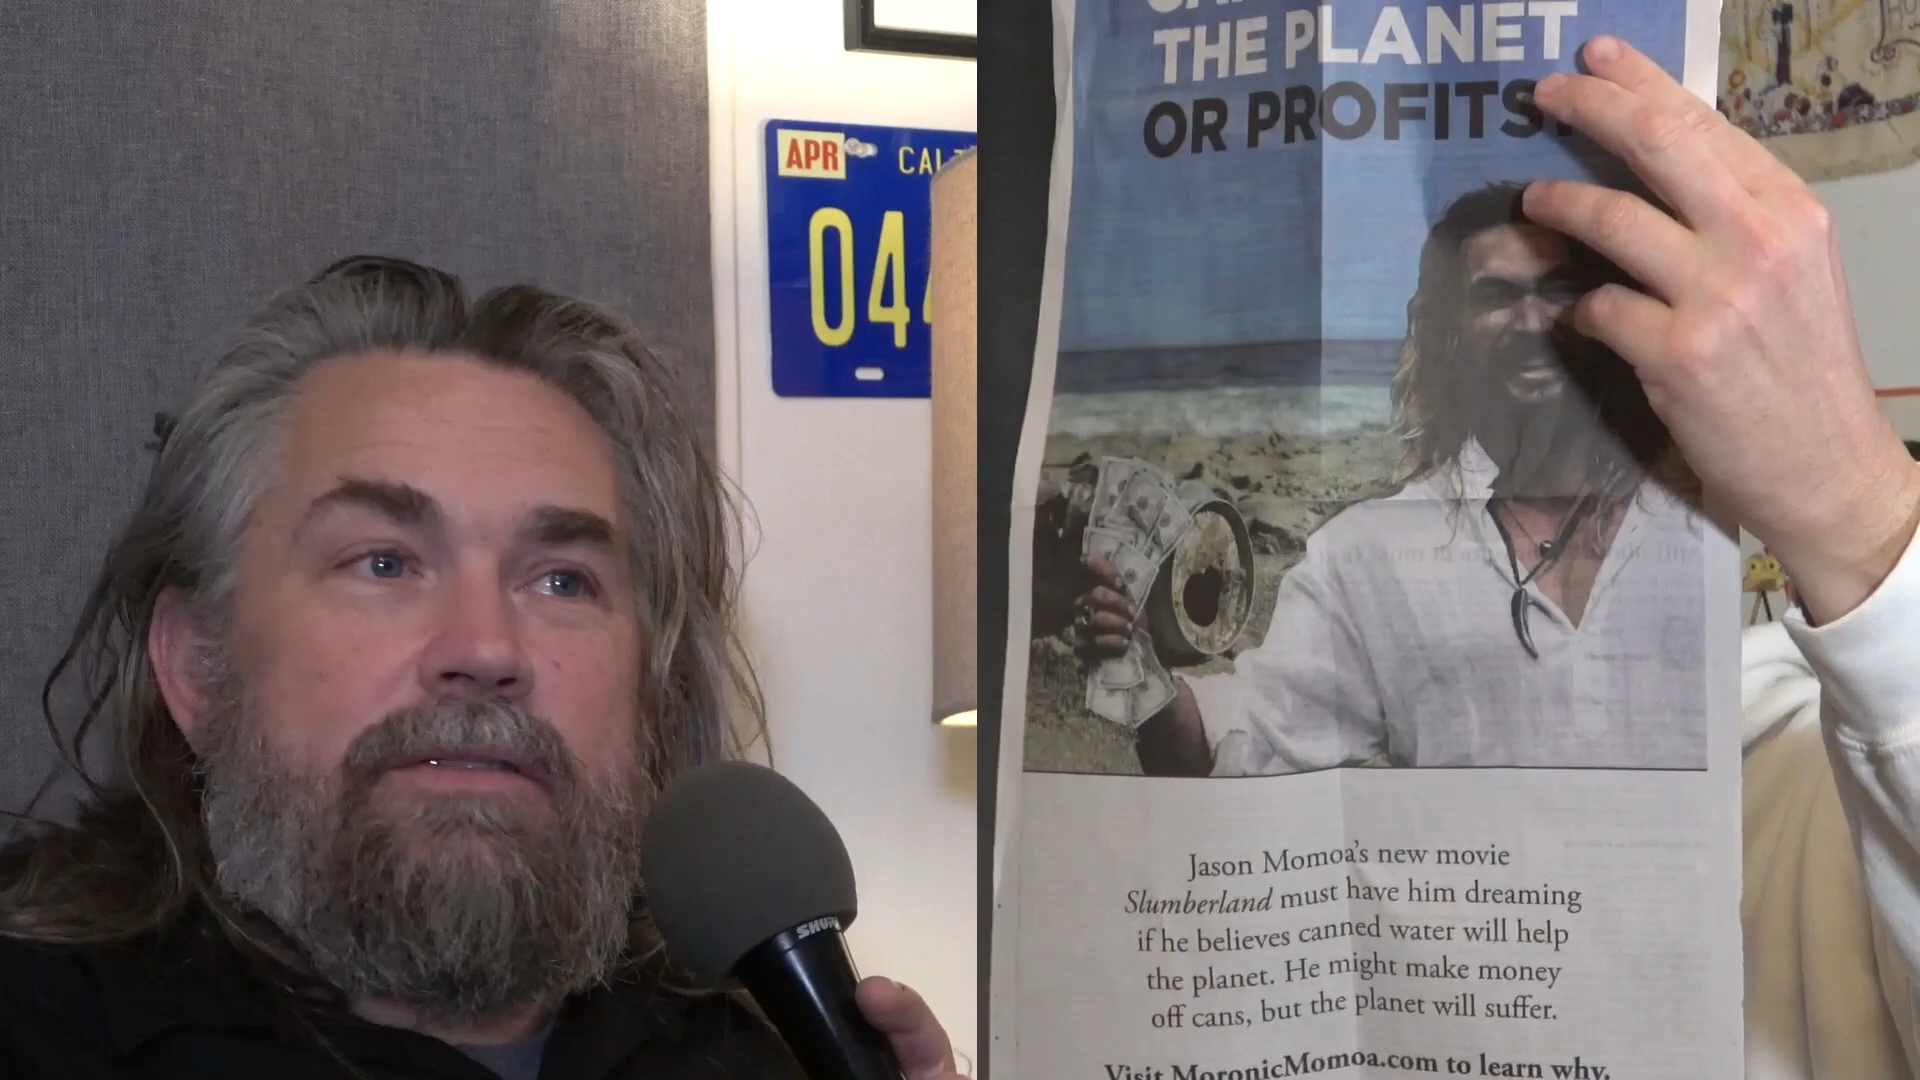 APR
CAL
04
SHURE
THE PLANET
OR PROFITS?
Jason Momoa's new movie
Slumberland must have him dreaming
if he believes canned water will help
the planet. He might make money
off cans, but the planet will suffer.
Visit MoronicMomoa.com to learn why.